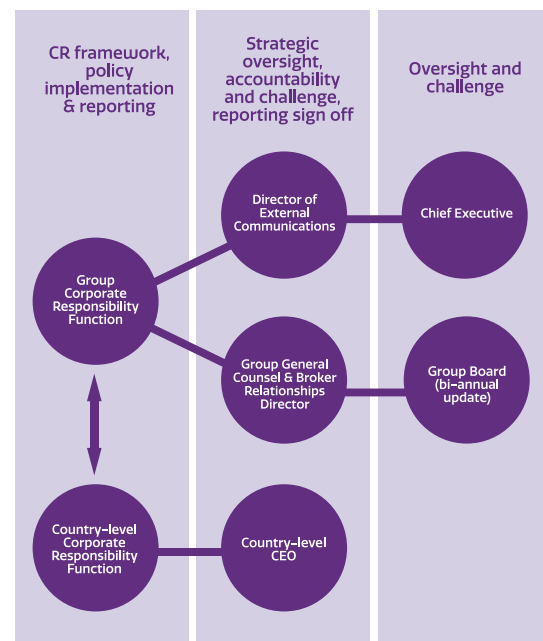 CR framework,
policy
implementation
& reporting
Strategic
oversight,
accountability
and challenge,
reporting sign off
Oversight and
challenge
Director of
External
Communications
Chief Executive
Group
Corporate
Responsibility
Function
Group General
Counsel & Broker
Relationships
Director
Group Board
(bi-annual
update)
Country-level
Corporate
Responsibility
Function
Country-level
CEO